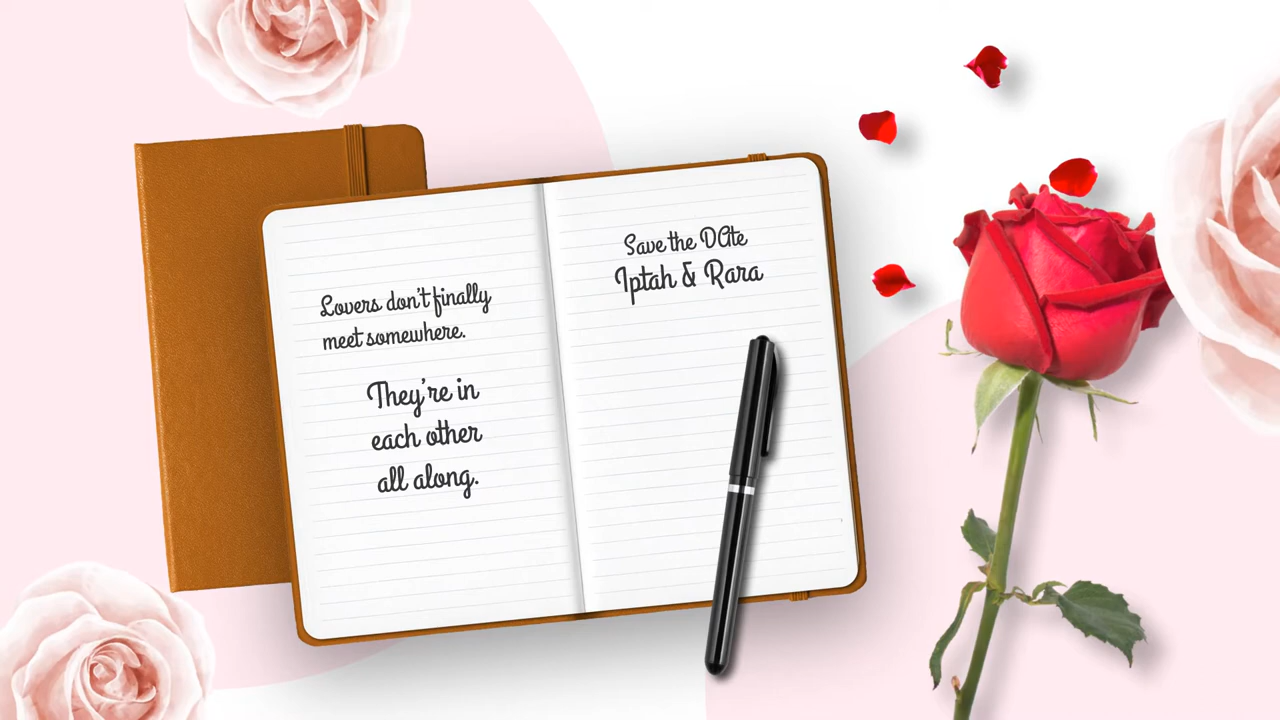 Lovers don't finally
meet somewhere.
They're in
each other
all along.
Save the DAte
Iptah & Rara